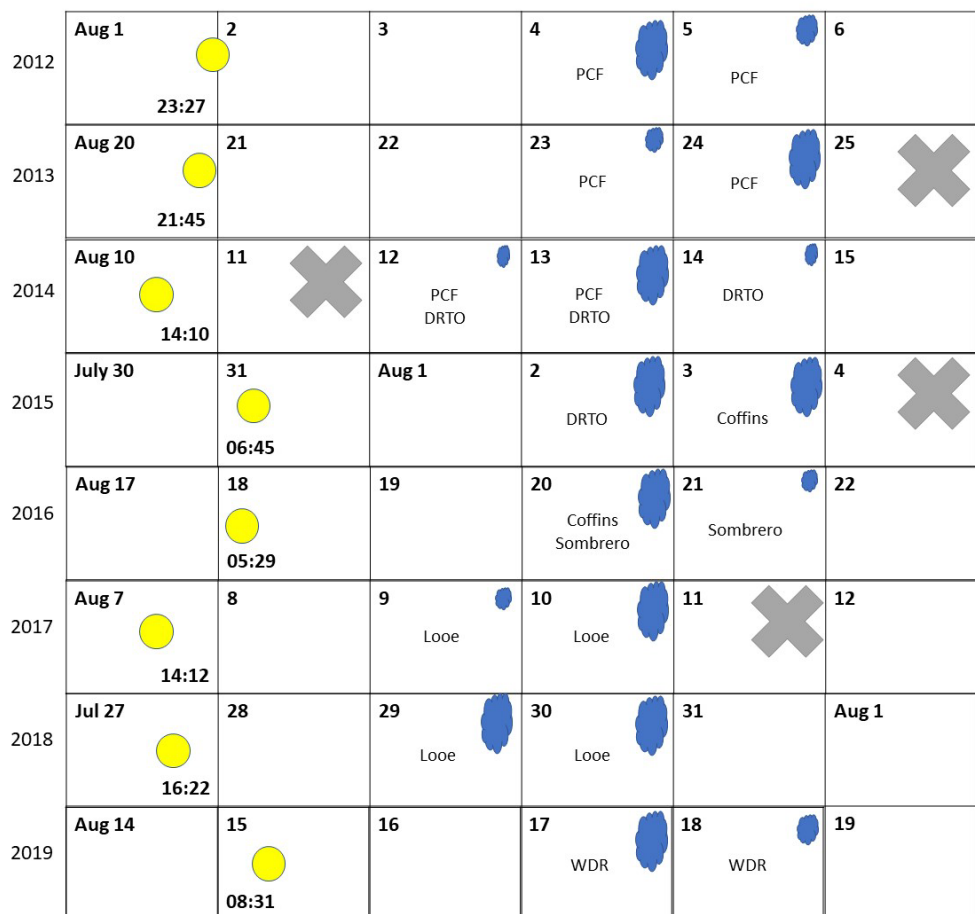 Aug 1 2 3 4 5 6
2012
PCF PCF
23:27
Aug 20 21 22 23 24 25
2013
PCF PCF
21:45
Aug 10 11 12 13 14 15
2014
PCF PCF DRTO
DRTO DRTO
14:10
July 30 31 Aug 1 2 3 4
2015
DRTO Coffins
06:45
Aug 17 18 19 20 21 22
2016
Coffins
Sombrero Sombrero
05:29
Aug 7 8 9 10 11 12
2017
Looe Looe
14:12
Jul 27 28 29 30 31 Aug 1
2018
Looe Looe
16:22
Aug 14 15 16 17 18 19
2019
WDR WDR
08:31